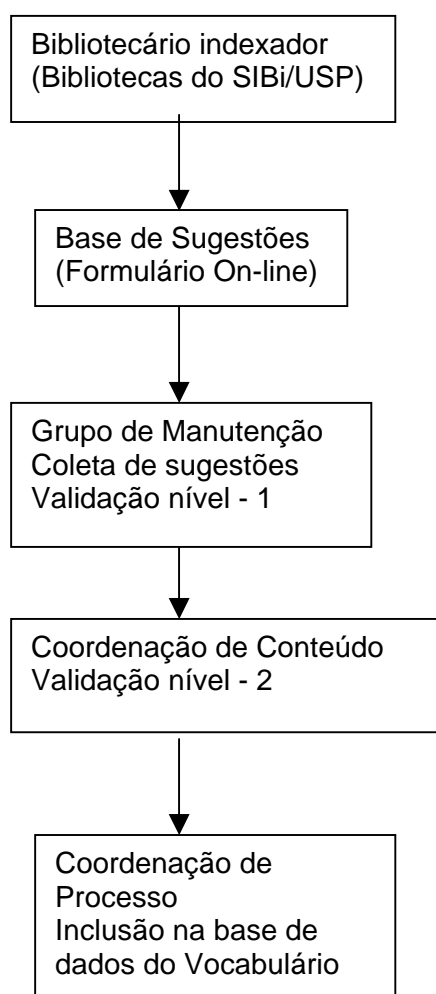 Bibliotecário indexador
(Bibliotecas do SIBi/USP)
Base de Sugestões
(Formulário On-line)
Grupo de Manutenção
Coleta de sugestões
Validação nível - 1
Coordenação de Conteúdo
Validação nível - 2
Coordenação de
Processo
Inclusão na base de
dados do Vocabulário